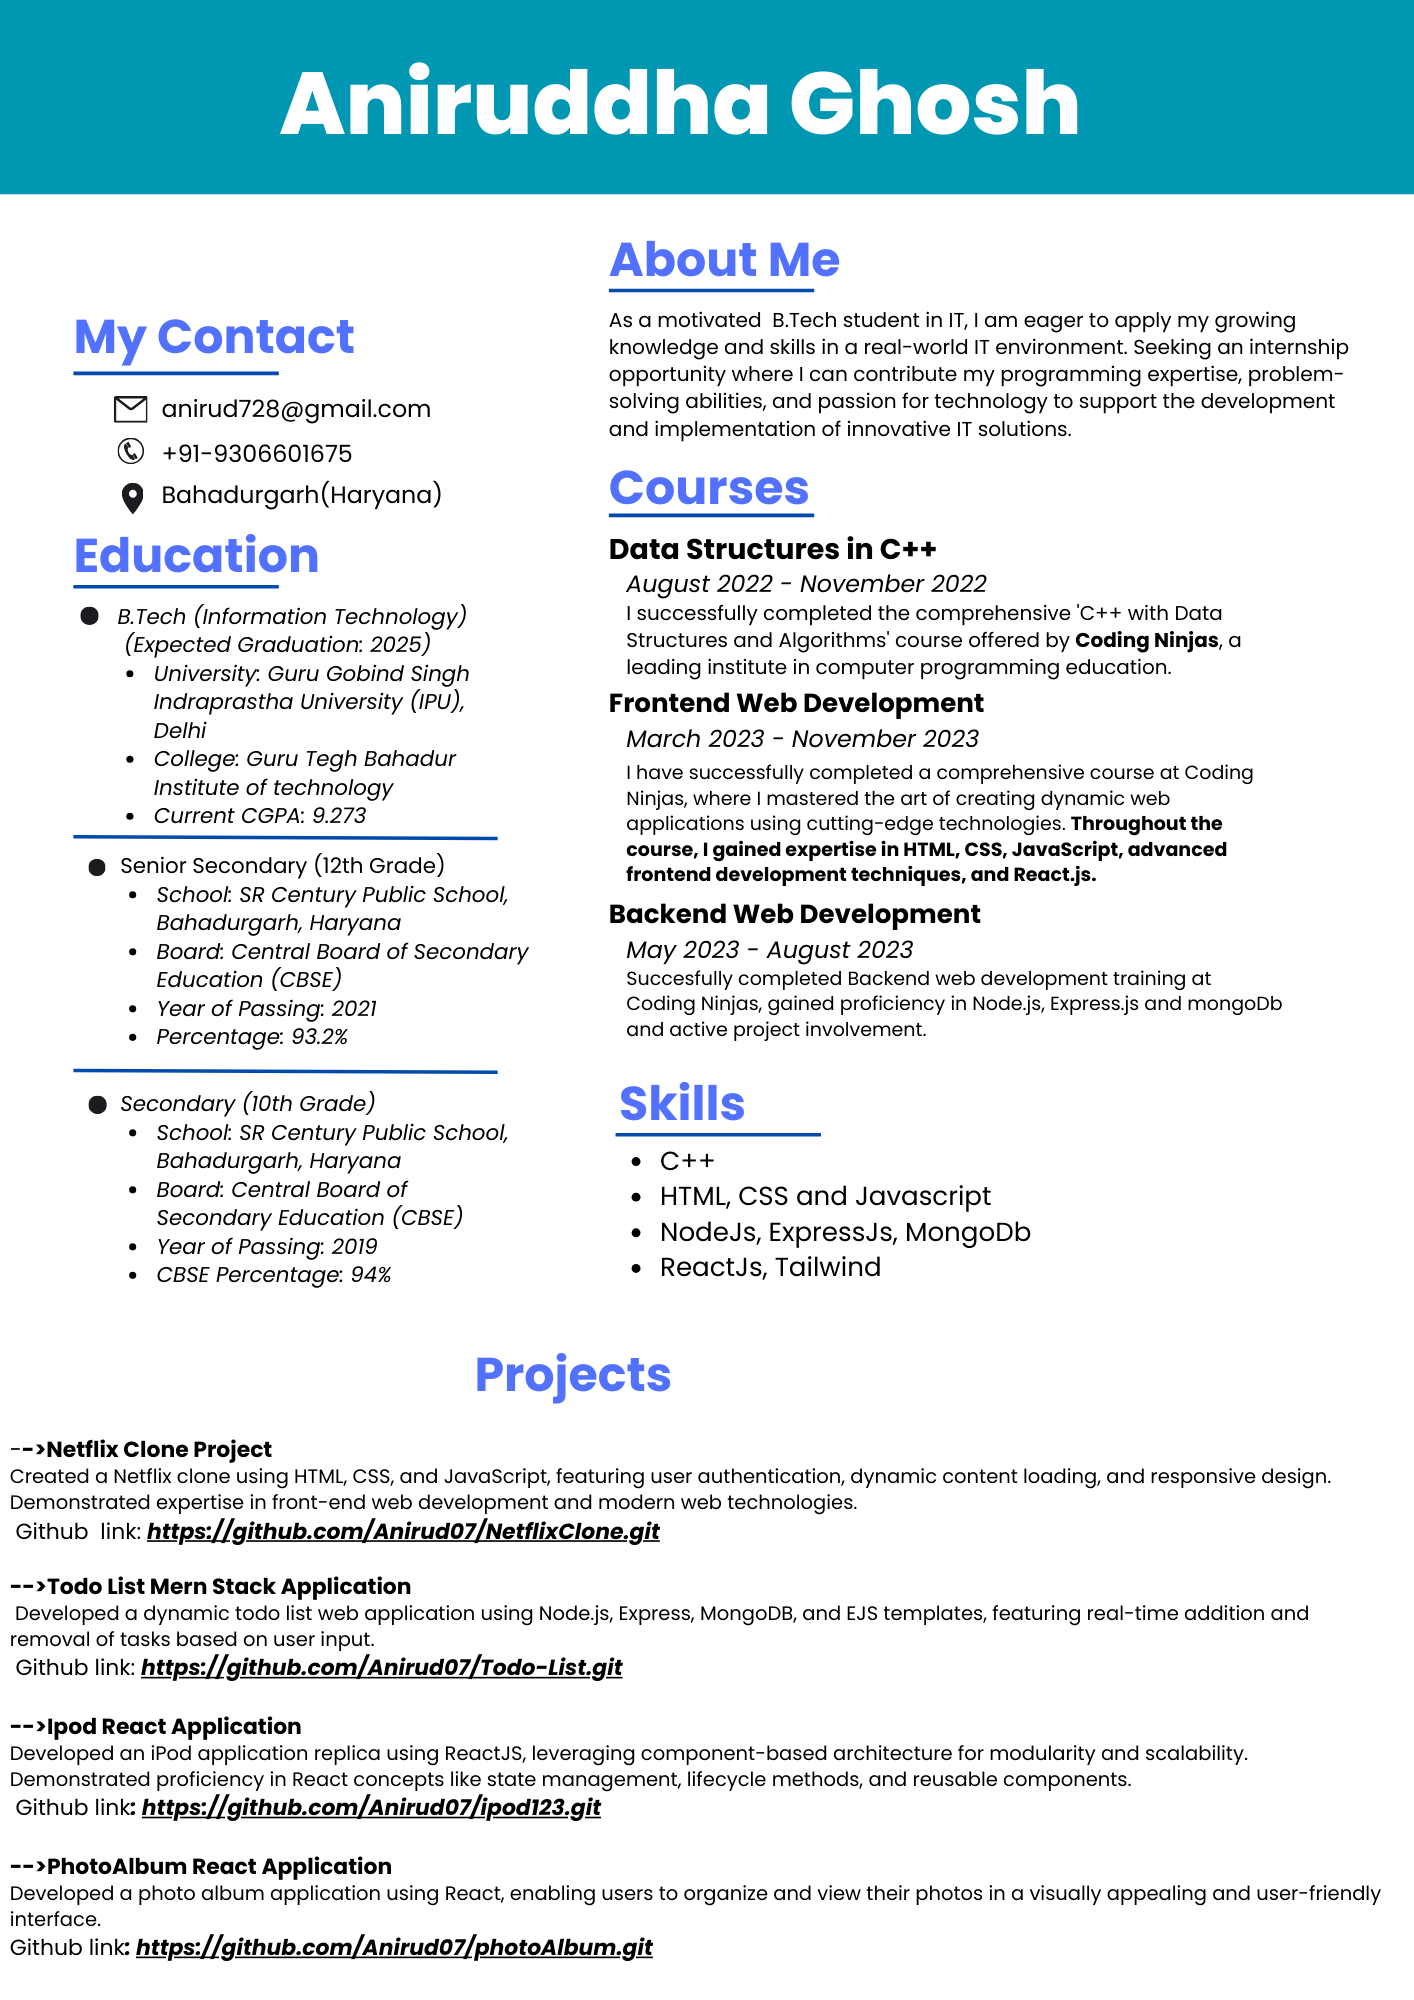 Aniruddha Ghosh
My Contact
anirud728@gmail.com
+91-9306601675
Bahadurgarh(Haryana)
Education
B.Tech (Information Technology)
(Expected Graduation: 2025)
• University: Guru Gobind Singh
Indraprastha University (IPU),
Delhi
• College: Guru Tegh Bahadur
Institute of technology
• Current CGPA: 9.273
Senior Secondary (12th Grade)
• School: SR Century Public School,
Bahadurgarh, Haryana
• Board: Central Board of Secondary
Education (CBSE)
• Year of Passing: 2021
• Percentage: 93.2%
Secondary (10th Grade)
• School: SR Century Public School,
Bahadurgarh, Haryana
• Board: Central Board of
Secondary Education (CBSE)
• Year of Passing: 2019
• CBSE Percentage: 94%
About Me
As a motivated  B.Tech student in IT, I am eager to apply my growing
knowledge and skills in a real-world IT environment. Seeking an internship
opportunity where I can contribute my programming expertise, problem-
solving abilities, and passion for technology to support the development
and implementation of innovative IT solutions.
Courses
Data Structures in C++
August 2022 - November 2022
I successfully completed the comprehensive 'C++ with Data
Structures and Algorithms' course offered by Coding Ninjas, a
leading institute in computer programming education.
Frontend Web Development
March 2023 - November 2023
I have successfully completed a comprehensive course at Coding
Ninjas, where I mastered the art of creating dynamic web
applications using cutting-edge technologies. Throughout the
course, I gained expertise in HTML, CSS, JavaScript, advanced
frontend development techniques, and React.js.
Backend Web Development
May 2023 - August 2023
Succesfully completed Backend web development training at
Coding Ninjas, gained proficiency in Node.js, Express.js and mongoDb
and active project involvement.
Skills
• C++
• HTML, CSS and Javascript
• NodeJs, ExpressJs, MongoDb
• ReactJs, Tailwind
Projects
-->Netflix Clone Project
Created a Netflix clone using HTML, CSS, and JavaScript, featuring user authentication, dynamic content loading, and responsive design.
Demonstrated expertise in front-end web development and modern web technologies.
Github  link: https://github.com/Anirud07/NetflixClone.git
-->Todo List Mern Stack Application
Developed a dynamic todo list web application using Node.js, Express, MongoDB, and EJS templates, featuring real-time addition and
removal of tasks based on user input.
Github link: https://github.com/Anirud07/Todo-List.git
-->Ipod React Application
Developed an iPod application replica using ReactJS, leveraging component-based architecture for modularity and scalability.
Demonstrated proficiency in React concepts like state management, lifecycle methods, and reusable components.
Github link: https://github.com/Anirud07/ipod123.git
-->PhotoAlbum React Application
Developed a photo album application using React, enabling users to organize and view their photos in a visually appealing and user-friendly
interface.
Github link: https://github.com/Anirud07/photoAlbum.git